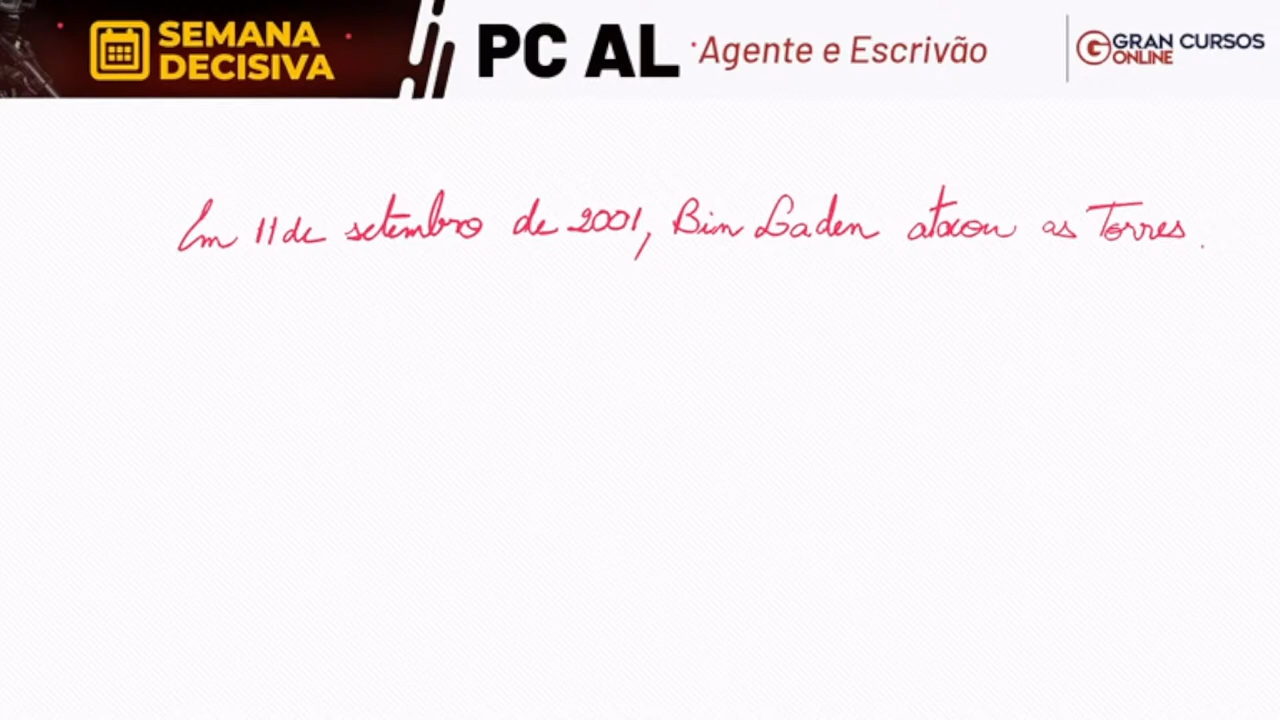 SEMANA
DECISIVA
PC AL
Agente e Escrivão
GRAN CURSOS
ONLINE
Em 11 de setembro de 2001, Bin Laden atacou as Torres.